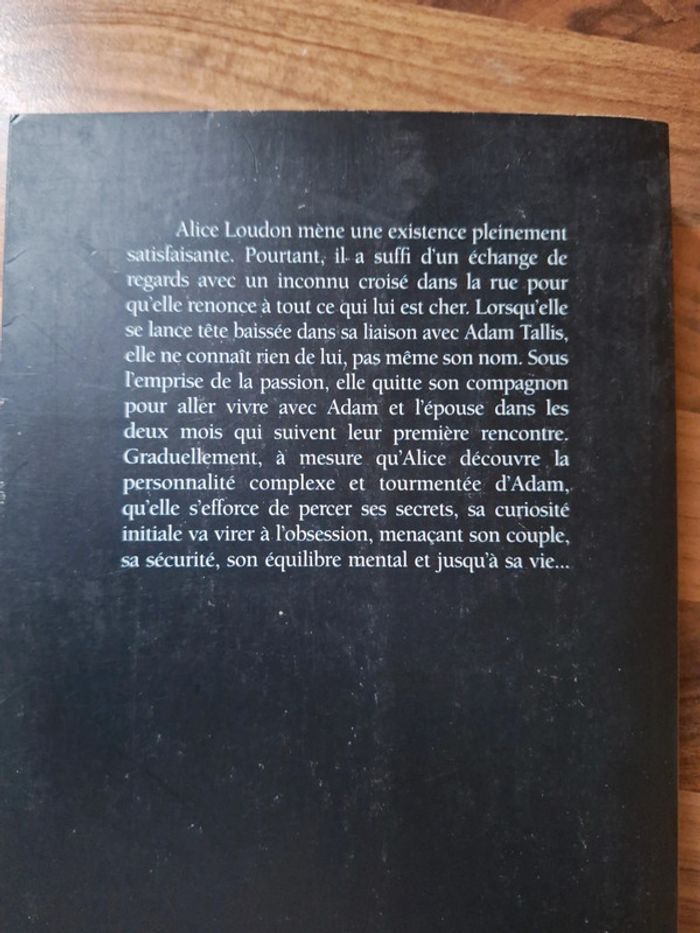 Alice Loudon mène une existence pleinement
satisfaisante. Pourtant, il a suffi d'un échange de
regards avec un inconnu croisé dans la rue pour
qu'elle renonce à tout ce qui lui est cher. Lorsqu'elle
se lance tête baissée dans sa liaison avec Adam Tallis,
elle ne connaît rien de lui, pas même son nom. Sous
l'emprise de la passion, elle quitte son compagnon
pour aller vivre avec Adam et l'épouse dans les
deux mois qui suivent leur première rencontre.
Graduellement, à mesure qu'Alice découvre la
personnalité complexe et tourmentée d'Adam,
qu'elle s'efforce de percer ses secrets, sa curiosité
initiale va virer à l'obsession, menaçant son couple,
sa sécurité, son équilibre mental et jusqu'à sa vie...